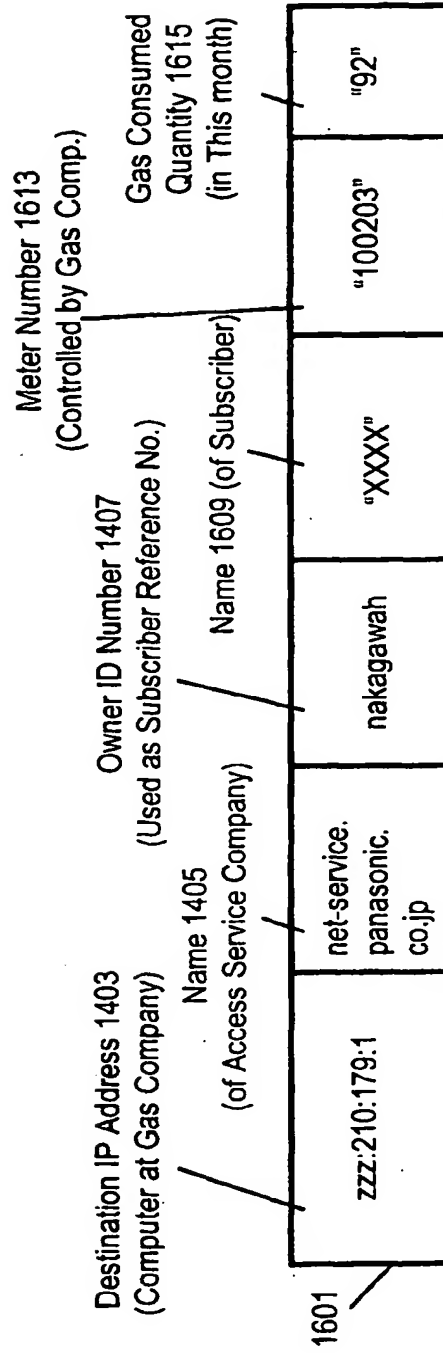 Destination IP Address 1403
(Computer at Gas Company)
Name 1405
(of Access Service Company)
Owner ID Number 1407
(Used as Subscriber Reference No.)
Name 1609 (of Subscriber)
Meter Number 1613
(Controlled by Gas Comp.)
Gas Consumed
Quantity 1615
(in This month)
1601
zzz:210:179:1
net-service.
panasonic.
co.jp
nakagawah
"XXXX"
"100203"
"92"